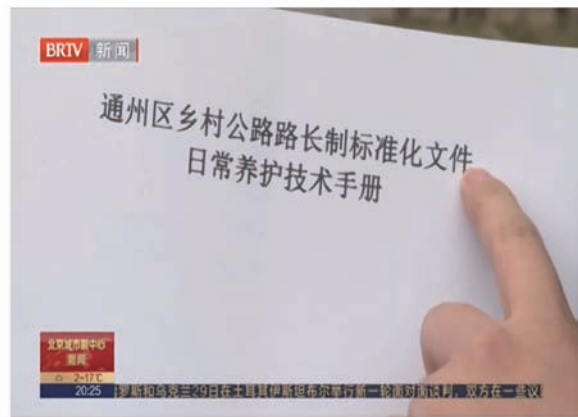 BRTV 新闻
通州区乡村公路路长制标准化文件
日常养护技术手册
北京城市副中心
新闻
2~17℃
20:25
罗斯和乌克兰29日在土耳其伊斯坦布尔举行新一轮面对面谈判，双方在一些议